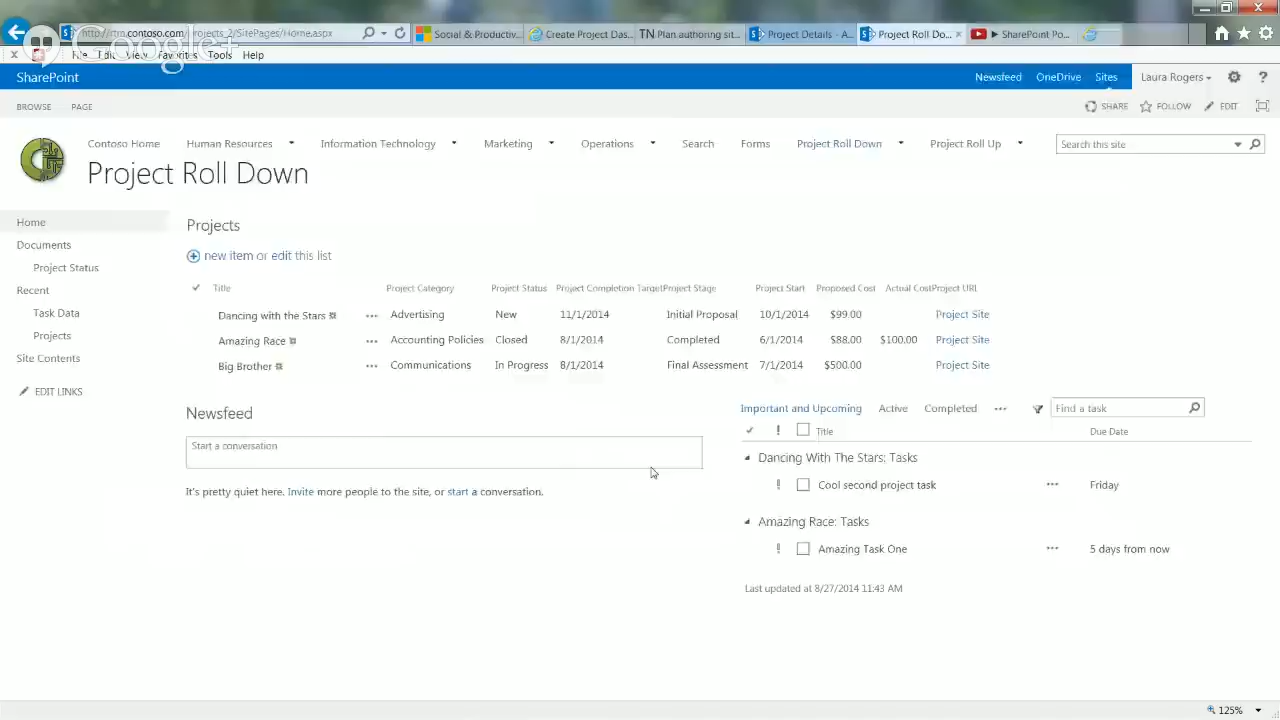 Google+
http://rtm.contoso.com/Projects_2/SitePages/Home.aspx
Social & Productiv...
Create Project Das...
TN Plan authoring sit...
Project Details - A...
Project Roll Do...
SharePoint Po...
File Edit View Favorites Tools Help
SharePoint
Newsfeed OneDrive Sites Laura Rogers ?
BROWSE PAGE
SHARE FOLLOW EDIT
Contoso Home Human Resources Information Technology Marketing Operations Search Forms Project Roll Down Project Roll Up
Search this site
Project Roll Down
Home
Documents
Project Status
Recent
Task Data
Projects
Site Contents
EDIT LINKS
Projects
new item or edit this list
Title Project Category Project Status Project Completion Target Project Stage Project Start Proposed Cost Actual Cost Project URL
Dancing with the Stars ... Advertising New 11/1/2014 Initial Proposal 10/1/2014 $99.00 Project Site
Amazing Race ... Accounting Policies Closed 8/1/2014 Completed 6/1/2014 $88.00 $100.00 Project Site
Big Brother ... Communications In Progress 8/1/2014 Final Assessment 7/1/2014 $500.00 Project Site
Newsfeed
Start a conversation
It's pretty quiet here. Invite more people to the site, or start a conversation.
Important and Upcoming Active Completed ... Find a task
! Title Due Date
Dancing With The Stars: Tasks
! Cool second project task ... Friday
Amazing Race: Tasks
! Amazing Task One ... 5 days from now
Last updated at 8/27/2014 11:43 AM
125%